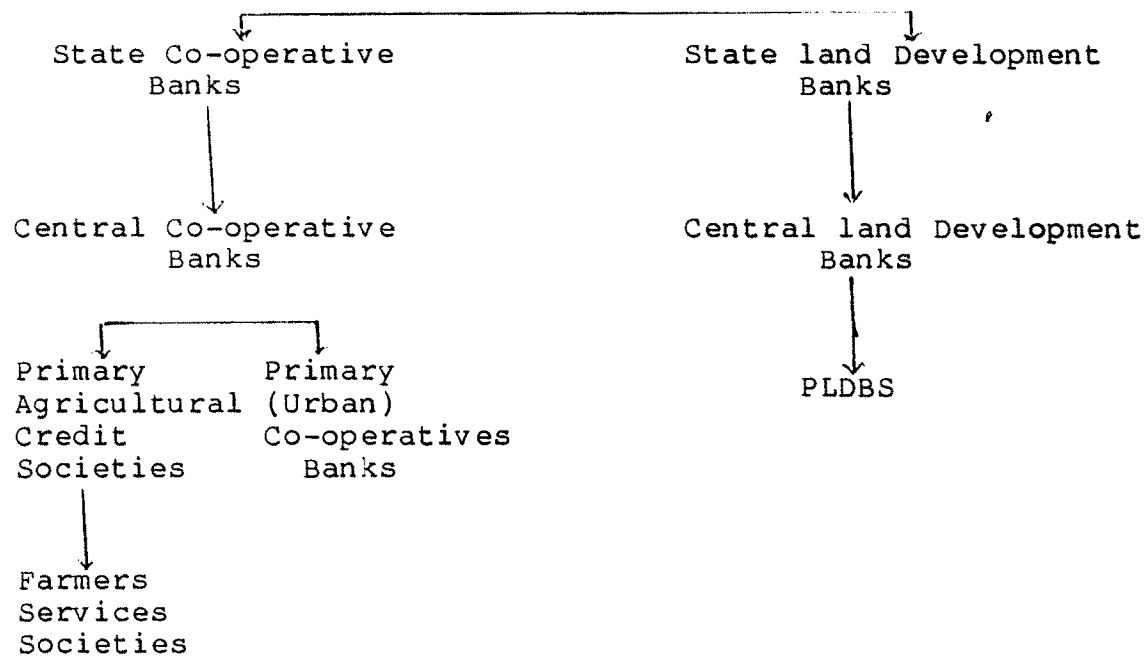 State Co-operative
Banks
State land Development
Banks
Central Co-operative
Banks
Central land Development
Banks
Primary
Agricultural
Credit
Societies
Primary
(Urban)
Co-operatives
Banks
PLDBS
Farmers
Services
Societies